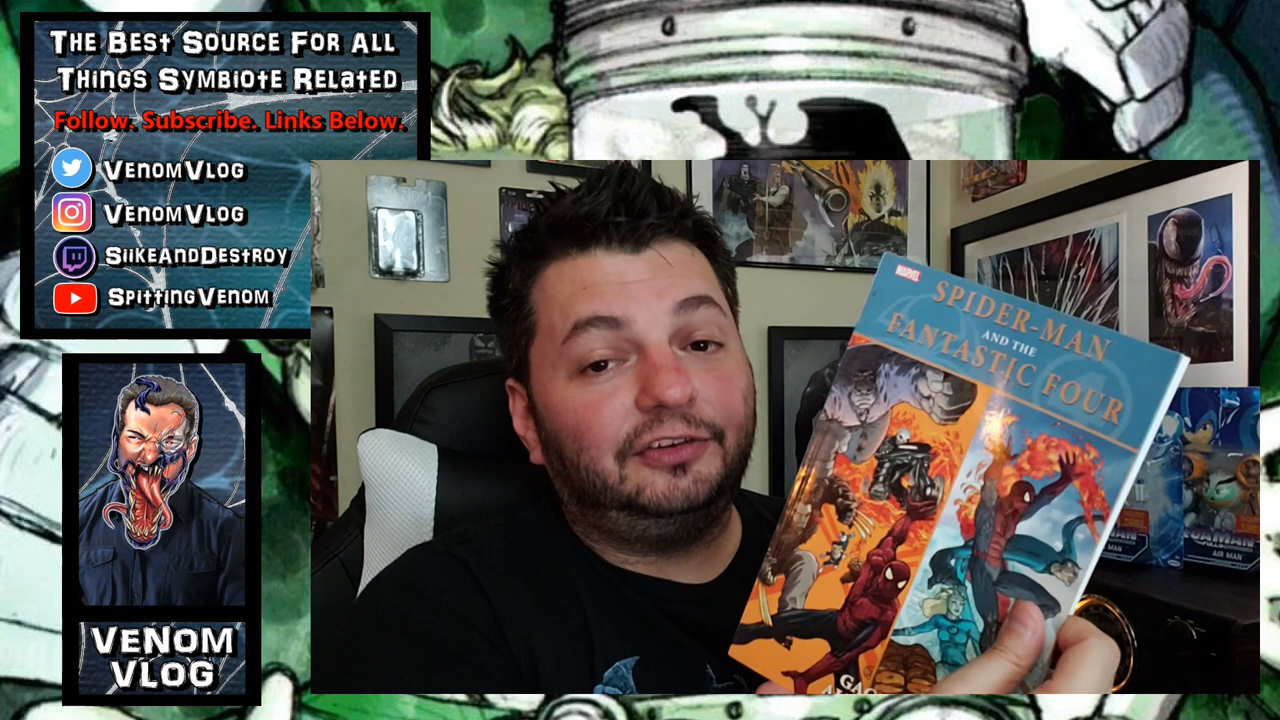 The Best Source For All
Things Symbiote Related
Follow. Subscribe. Links Below.
VenomVlog
VenomVlog
SiikeAndDestroy
SpittingVenom
VENOM
VLOG
MARVEL
SPIDER-MAN
AND THE
FANTASTIC FOUR
AIR MAN